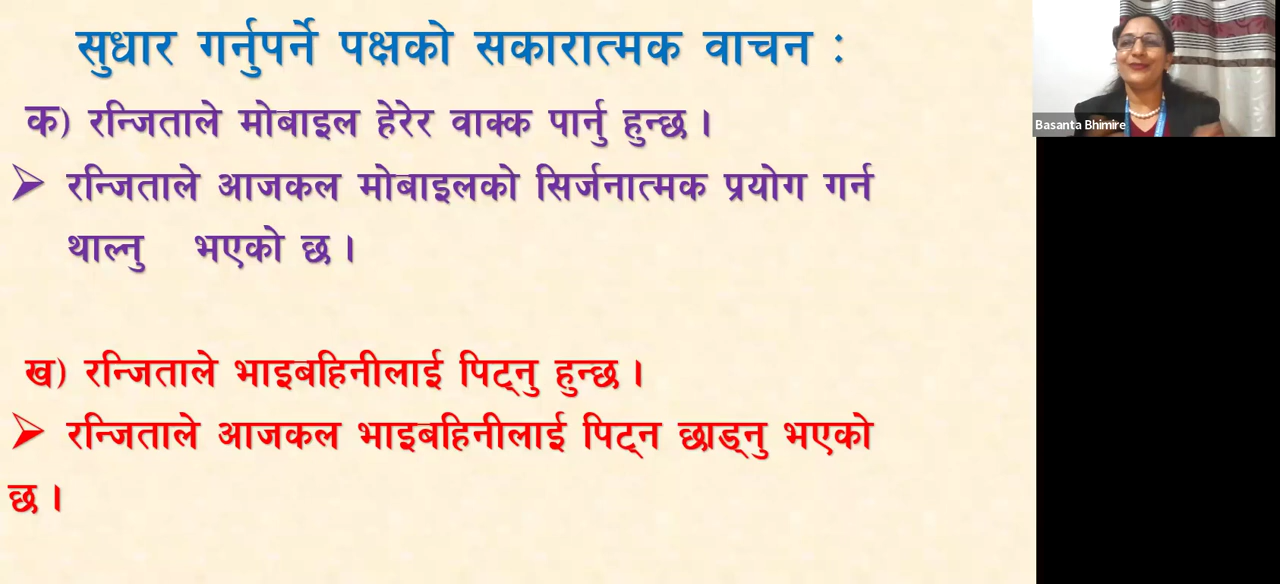 सुधार गर्नुपर्ने पक्षको सकारात्मक वाचन :
क) रन्जिताले मोबाइल हेरेर वाक्क पार्नु हुन्छ ।
➢ रन्जिताले आजकल मोबाइलको सिर्जनात्मक प्रयोग गर्न
थाल्नु भएको छ ।
ख) रन्जिताले भाइबहिनीलाई पिट्नु हुन्छ ।
➢ रन्जिताले आजकल भाइबहिनीलाई पिट्न छाड्नु भएको
छ ।
Basanta Bhimire